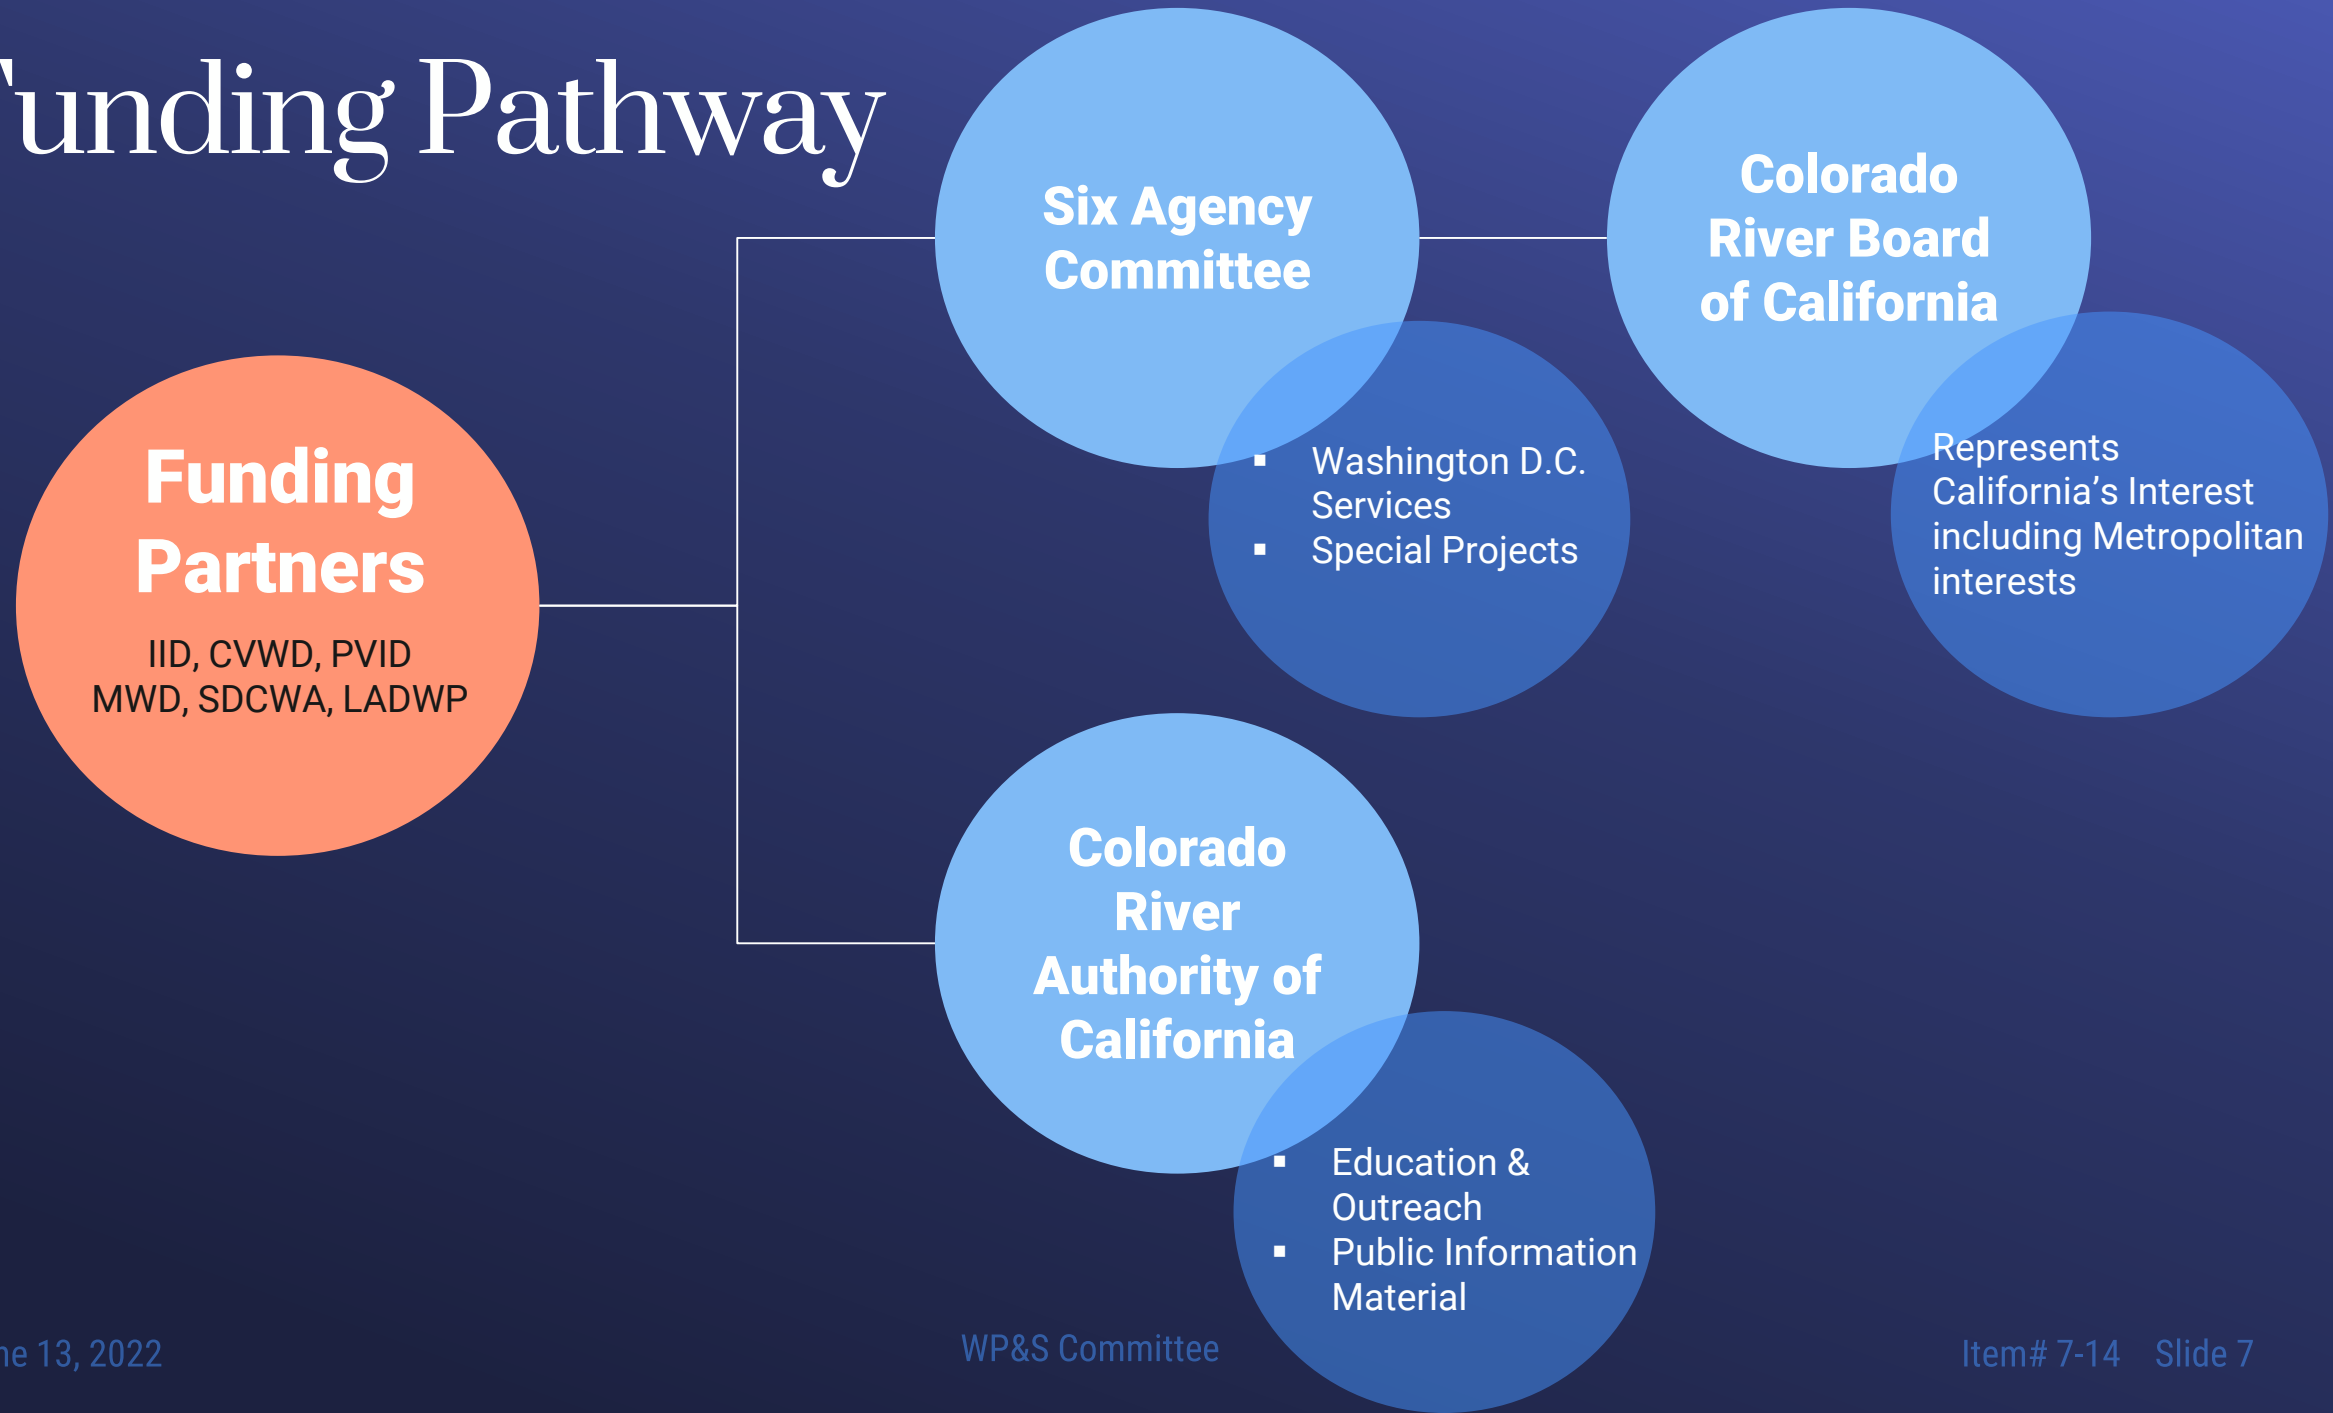 Funding Pathway
Six Agency
Committee
Colorado
River Board
of California
Funding
Partners
IID, CVWD, PVID
MWD, SDCWA, LADWP
▪ Washington D.C.
Services
▪ Special Projects
Represents
California’s Interest
including Metropolitan
interests
Colorado
River
Authority of
California
▪ Education &
Outreach
▪ Public Information
Material
ne 13, 2022
WP&S Committee
Item# 7-14 Slide 7